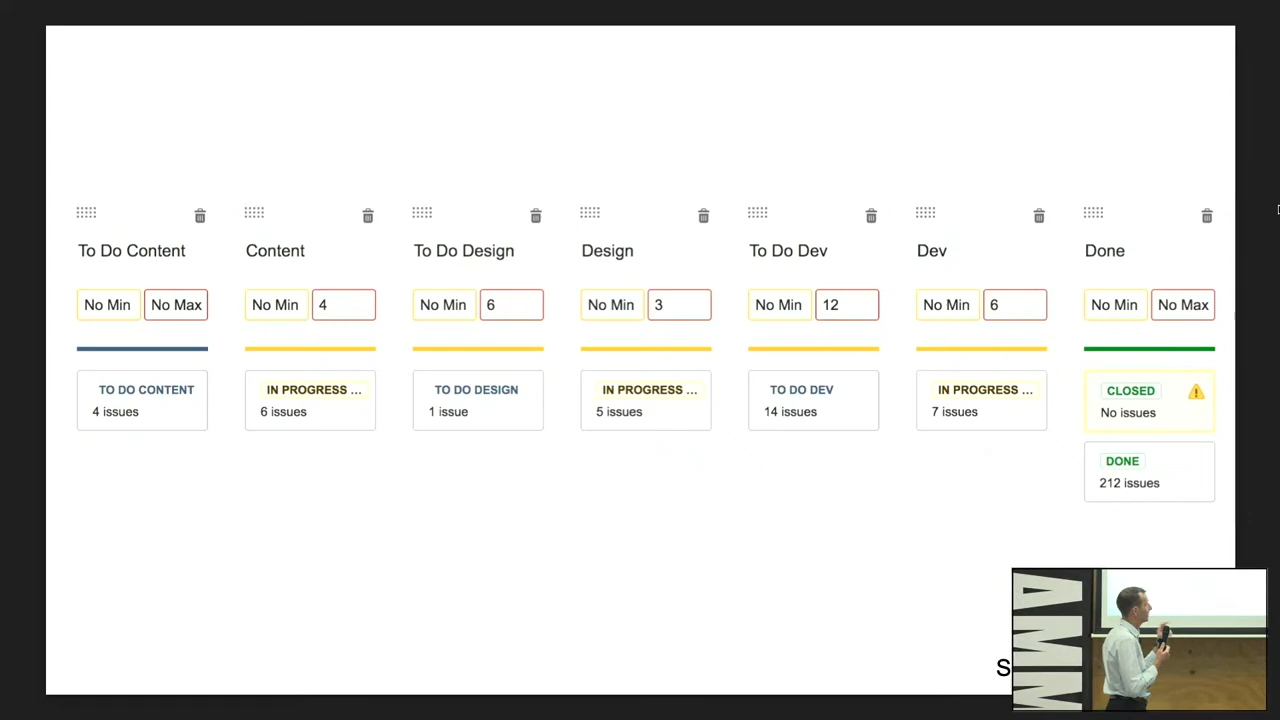 To Do Content
Content
To Do Design
Design
To Do Dev
Dev
Done
No Min No Max
No Min 4
No Min 6
No Min 3
No Min 12
No Min 6
No Min No Max
TO DO CONTENT
4 issues
IN PROGRESS ...
6 issues
TO DO DESIGN
1 issue
IN PROGRESS ...
5 issues
TO DO DEV
14 issues
IN PROGRESS ...
7 issues
CLOSED
No issues
DONE
212 issues
S